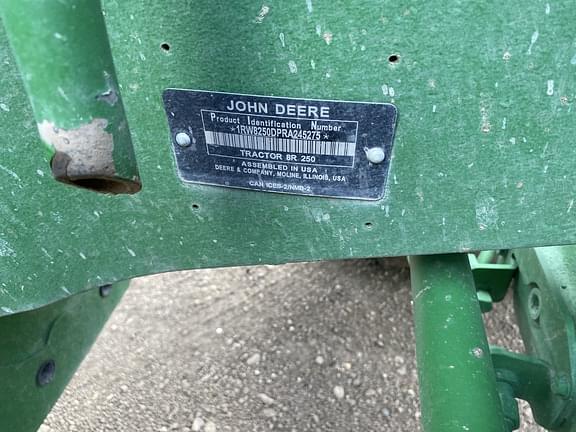 JOHN DEERE
Product Identification Number
*1RW8250DPRA245275*
TRACTOR 8R 250
ASSEMBLED IN USA
DEERE & COMPANY, MOLINE, ILLINOIS, USA
CAN ICES-2/NMB-2